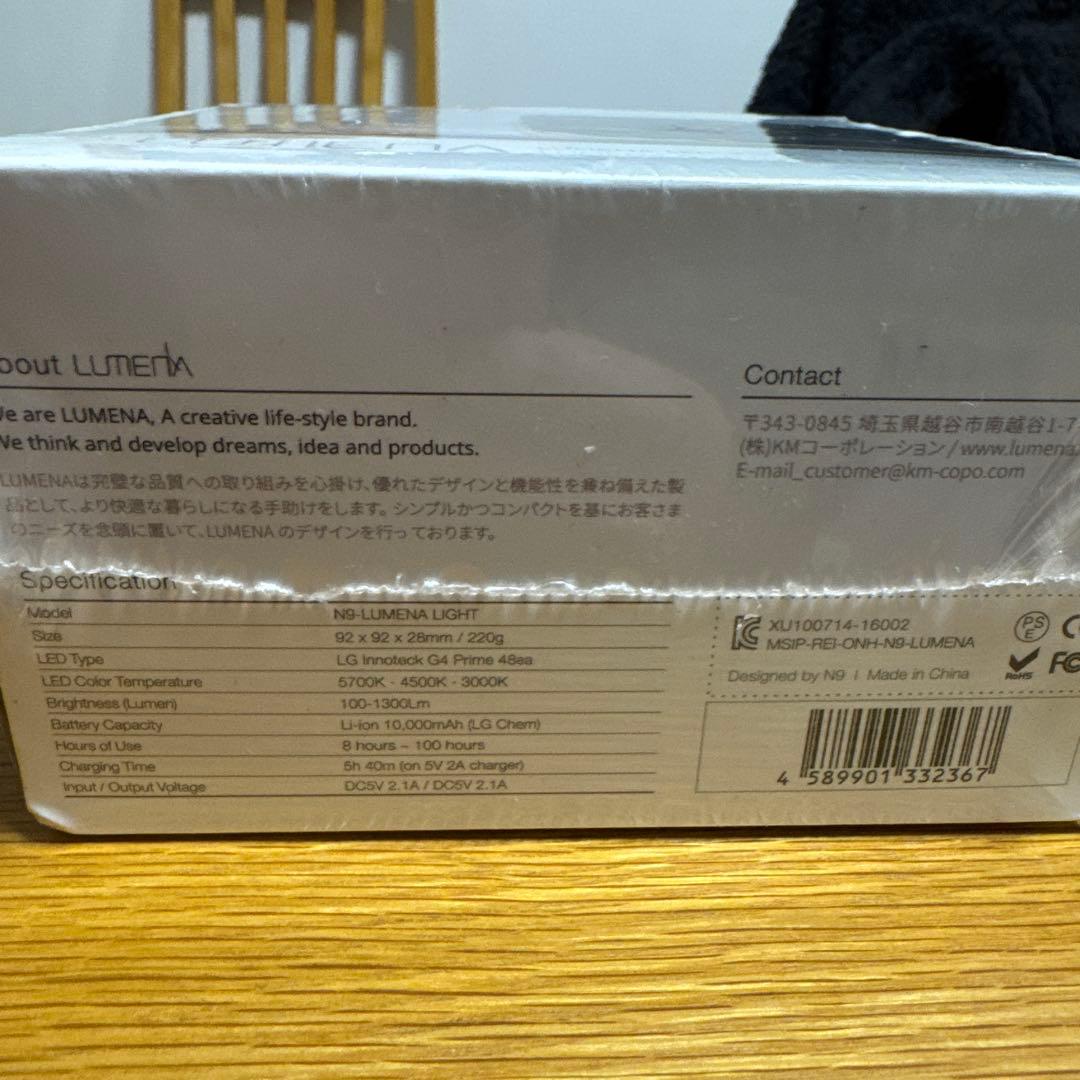 bout LUMENA
We are LUMENA, A creative life-style brand.
We think and develop dreams, idea and products.
LUMENAは完璧な品質への取り組みを心掛け、優れたデザインと機能性を兼ね備えた製
品として、より快適な暮らしになる手助けをします。シンプルかつコンパクトを基にお客さま
のニーズを念頭に置いて、LUMENA のデザインを行っております。
Contact
〒343-0845 埼玉県越谷市南越谷1-7-
(株)KMコーポレーション / www.lumena
E-mail_customer@km-copo.com
Specification
Model N9-LUMENA LIGHT
Size 92 x 92 x 28mm / 220g
LED Type LG Innoteck G4 Prime 48ea
LED Color Temperature 5700K - 4500K - 3000K
Brightness (Lumen) 100-1300Lm
Battery Capacity Li-ion 10,000mAh (LG Chem)
Hours of Use 8 hours ~ 100 hours
Charging Time 5h 40m (on 5V 2A charger)
Input / Output Voltage DC5V 2.1A / DC5V 2.1A
XU100714-16002
MSIP-REI-ONH-N9-LUMENA
PSE
RoHS
FC
Designed by N9 | Made in China
4 589901 332367